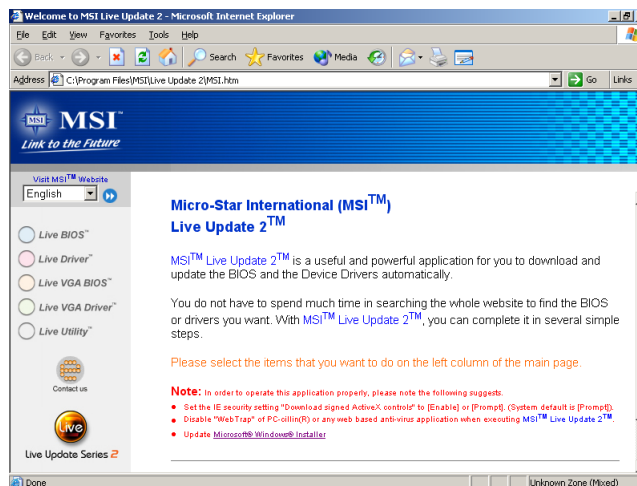 Welcome to MSI Live Update 2 - Microsoft Internet Explorer
File Edit View Favorites Tools Help
Back Search Favorites Media
Address C:\Program Files\MSI\Live Update 2\MSI.htm Go Links
MSI MSI™
Link to the Future
Visit MSI™ Website
English
Live BIOS™
Live Driver™
Live VGA BIOS™
Live VGA Driver™
Live Utility™
Contact us
Live
Live Update Series 2
Micro-Star International (MSI™)
Live Update 2™
MSI™ Live Update 2™ is a useful and powerful application for you to download and
update the BIOS and the Device Drivers automatically.
You do not have to spend much time in searching the whole website to find the BIOS
or drivers you want. With MSI™ Live Update 2™, you can complete it in several simple
steps.
Please select the items that you want to do on the left column of the main page.
Note: In order to operate this application properly, please note the following suggests.
Set the IE security setting "Download signed ActiveX controls" to [Enable] or [Prompt]. (System default is [Prompt]).
Disable "WebTrap" of PC-cillin(R) or any web based anti-virus application when executing MSI™ Live Update 2™.
Update Microsoft® Windows® Installer
Done Unknown Zone (Mixed)